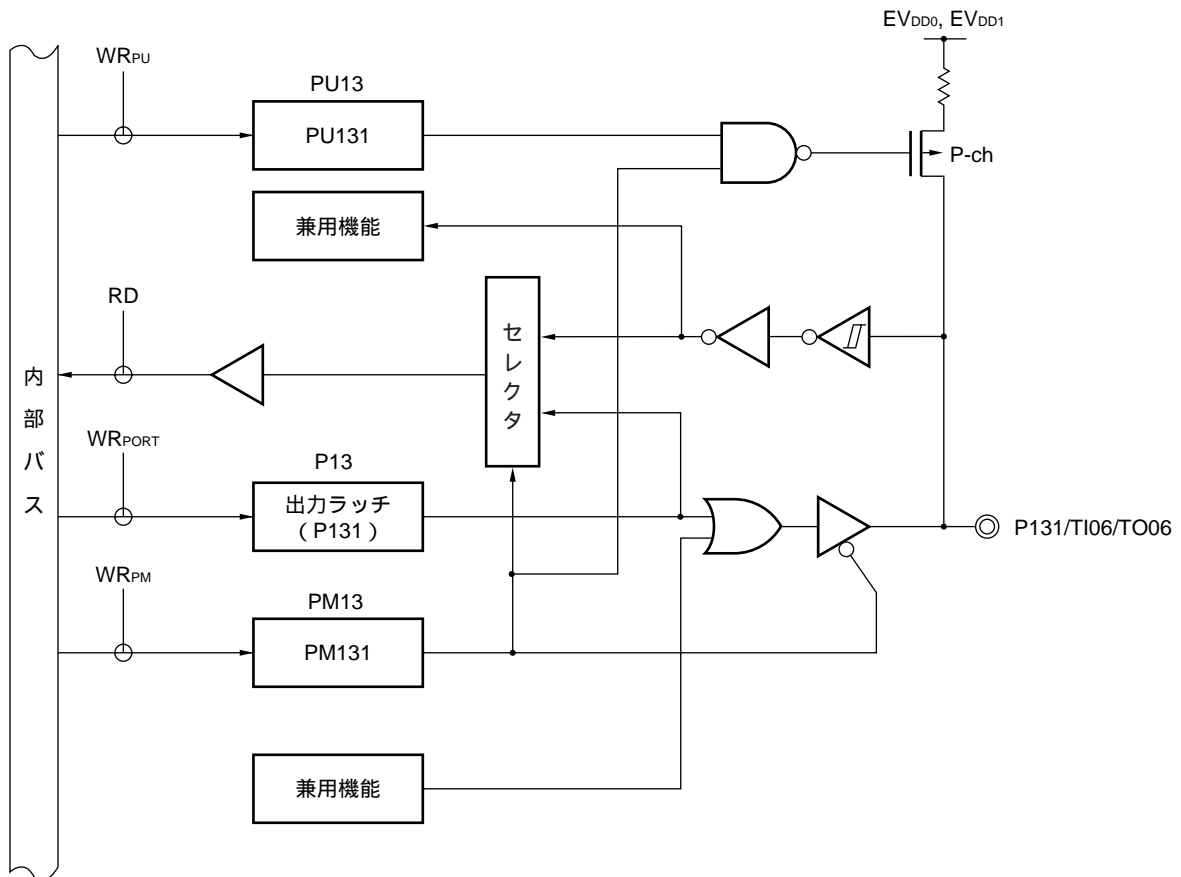 EVDD0, EVDD1
WRPU
PU13
PU131
P-ch
兼用機能
RD
セレクタ
内部バス
WRPORT
P13
出力ラッチ
(P131)
P131/TI06/TO06
WRPM
PM13
PM131
兼用機能